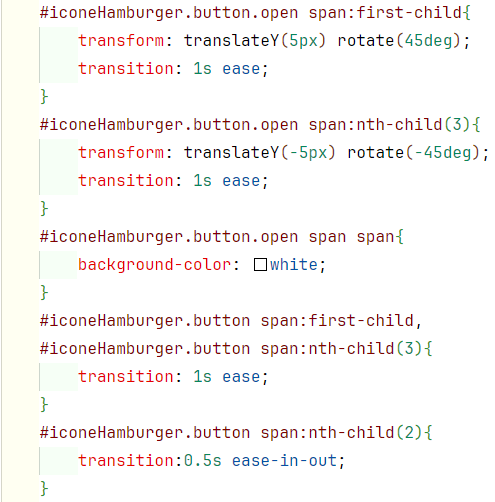 #iconeHamburger.button.open span:first-child{
    transform: translateY(5px) rotate(45deg);
    transition: 1s ease;
}
#iconeHamburger.button.open span:nth-child(3){
    transform: translateY(-5px) rotate(-45deg);
    transition: 1s ease;
}
#iconeHamburger.button.open span span{
    background-color: white;
}
#iconeHamburger.button span:first-child,
#iconeHamburger.button span:nth-child(3){
    transition: 1s ease;
}
#iconeHamburger.button span:nth-child(2){
    transition:0.5s ease-in-out;
}